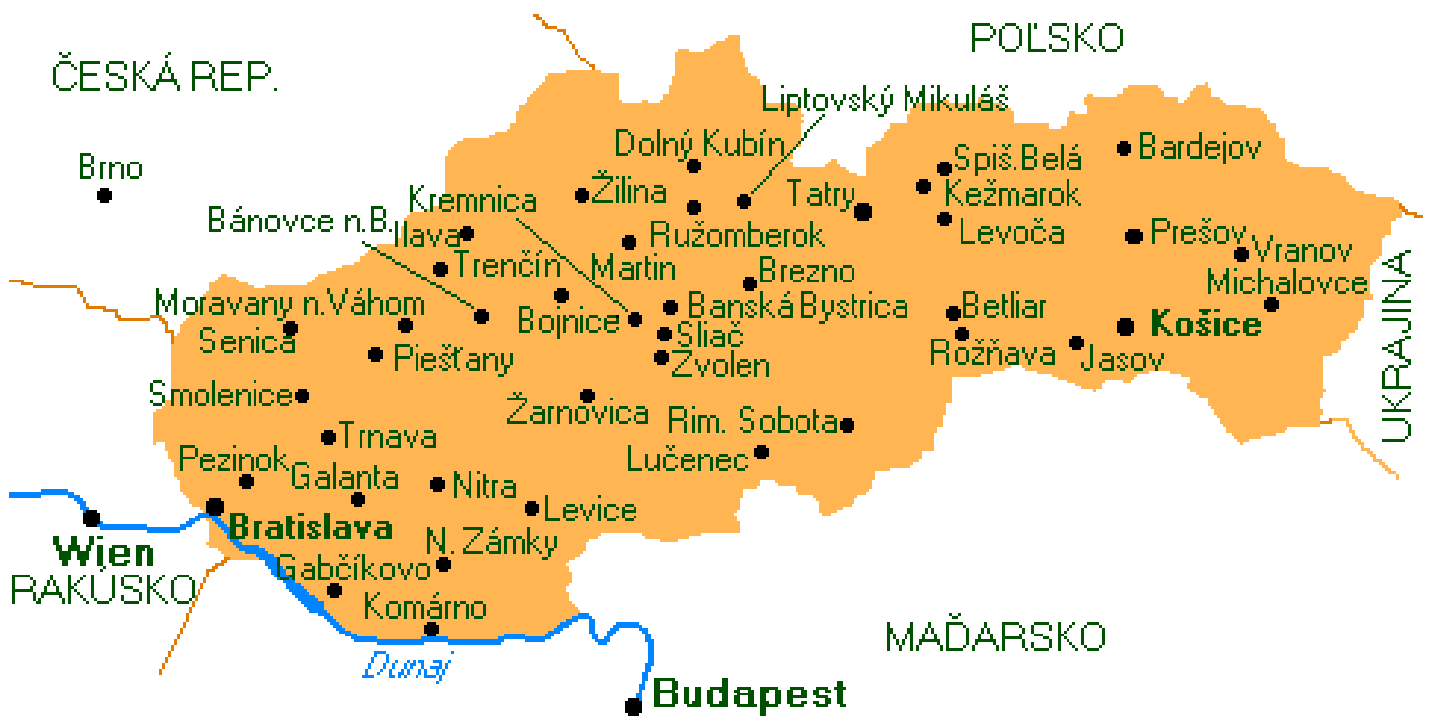 POĽSKO
ČESKÁ REP.
Liptovský Mikuláš
Dolný Kubín
Bardejov
Spiš.Belá
Brno
Žilina
Kremnica
Tatry
Kežmarok
Bánovce n.B.
Ilava
Ružomberok
Levoča
Prešov
Vranov
Trenčín
Martin
Brezno
Michalovce
UKRAJINA
Moravany n.Váhom
Bojnice
Banská Bystrica
Betliar
Senica
Sliač
Košice
Piešťany
Zvolen
Rožňava
Jasov
Smolenice
Žarnovica
Rim. Sobota
Trnava
Lučenec
Pezinok
Galanta
Nitra
Levice
Bratislava
N. Zámky
Wien
Gabčíkovo
RAKÚSKO
Komárno
MAĎARSKO
Dunaj
Budapest